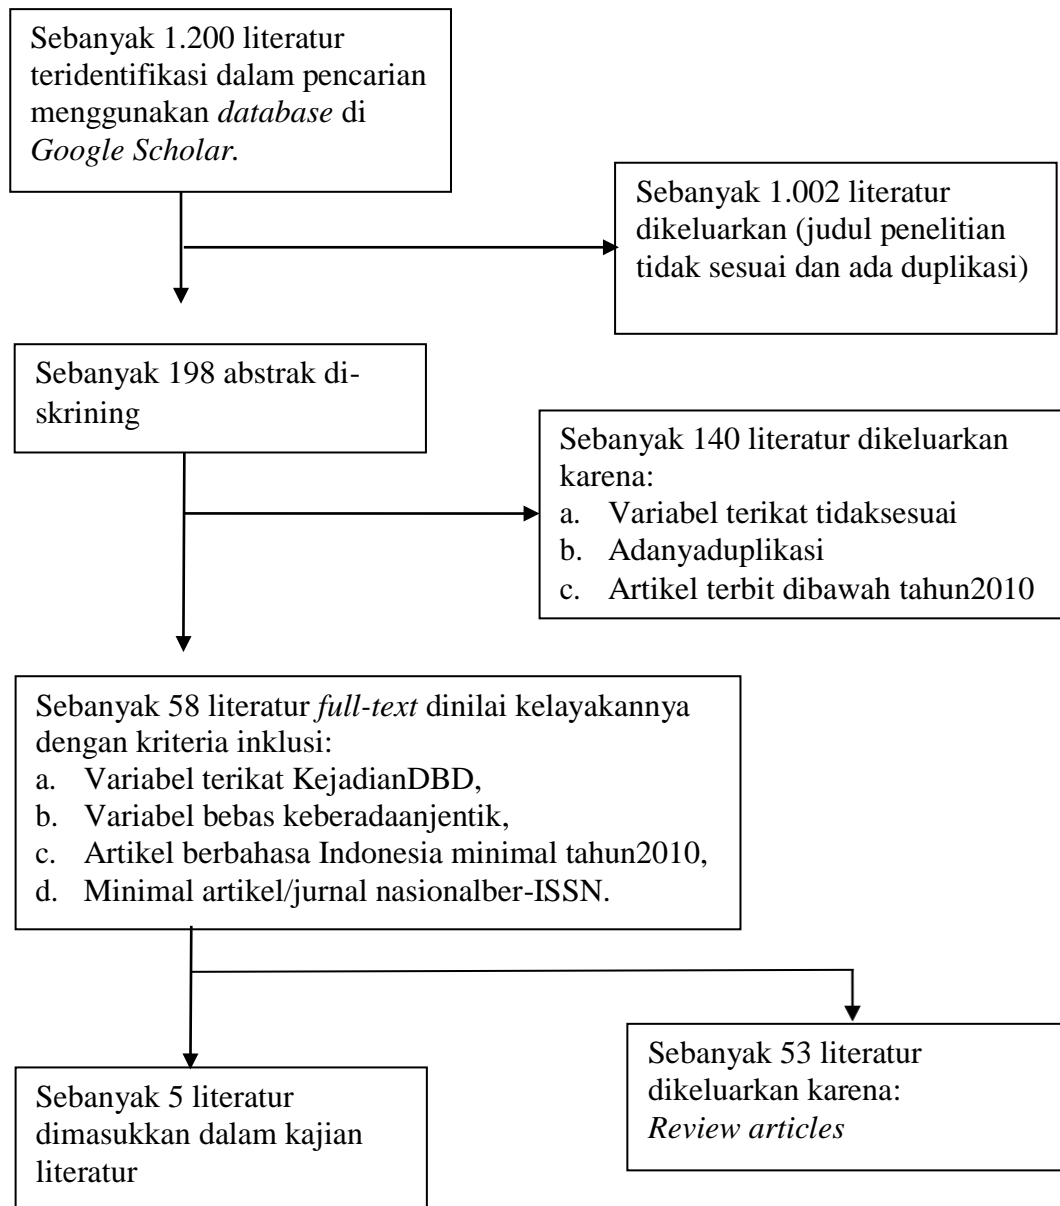 Sebanyak 1.200 literatur
teridentifikasi dalam pencarian
menggunakan database di
Google Scholar.
Sebanyak 1.002 literatur
dikeluarkan (judul penelitian
tidak sesuai dan ada duplikasi)
Sebanyak 198 abstrak di-
skrining
Sebanyak 140 literatur dikeluarkan
karena:
a. Variabel terikat tidaksesuai
b. Adanyaduplikasi
c. Artikel terbit dibawah tahun2010
Sebanyak 58 literatur full-text dinilai kelayakannya
dengan kriteria inklusi:
a. Variabel terikat KejadianDBD,
b. Variabel bebas keberadaanjentik,
c. Artikel berbahasa Indonesia minimal tahun2010,
d. Minimal artikel/jurnal nasionalber-ISSN.
Sebanyak 53 literatur
dikeluarkan karena:
Review articles
Sebanyak 5 literatur
dimasukkan dalam kajian
literatur